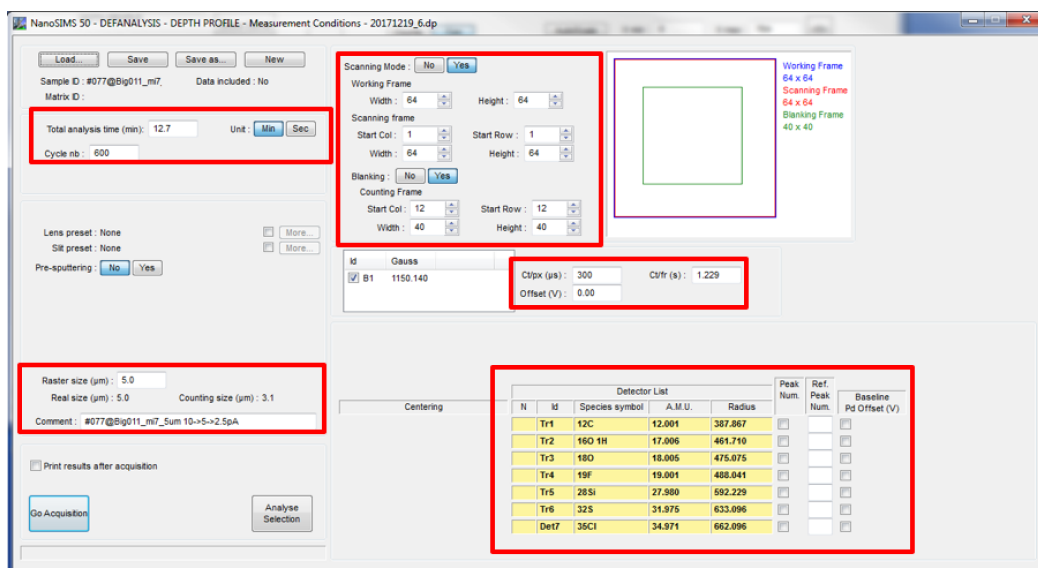 NanoSIMS 50 - DEFANALYSIS - DEPTH PROFILE - Measurement Conditions - 20171219_6.dp
Load... Save Save as... New
Sample ID : #077@Big011_mi7_ Data included : No
Matrix ID :
Total analysis time (min): 12.7 Unit : Min Sec
Cycle nb : 600
Lens preset : None More...
Slit preset : None More...
Pre-sputtering : No Yes
Raster size (µm) : 5.0
Real size (µm) : 5.0 Counting size (µm) : 3.1
Comment : #077@Big011_mi7_5um 10->5->2.5pA
Print results after acquisition
Go Acquisition
Analyse
Selection
Scanning Mode : No Yes
Working Frame
Width : 64 Height : 64
Scanning frame
Start Col : 1 Start Row : 1
Width : 64 Height : 64
Blanking : No Yes
Counting Frame
Start Col : 12 Start Row : 12
Width : 40 Height : 40
Working Frame
64 x 64
Scanning Frame
64 x 64
Blanking Frame
40 x 40
Id Gauss
B1 1150.140
Ct/px (µs) : 300 Ct/fr (s) : 1.229
Offset (V) : 0.00
Centering
Detector List
N Id Species symbol A.M.U. Radius
Peak
Num.
Ref.
Peak
Num.
Baseline
Pd Offset (V)
Tr1 12C 12.001 387.867
Tr2 16O 1H 17.006 461.710
Tr3 18O 18.005 475.075
Tr4 19F 19.001 488.041
Tr5 28Si 27.980 592.229
Tr6 32S 31.975 633.096
Det7 35Cl 34.971 662.096